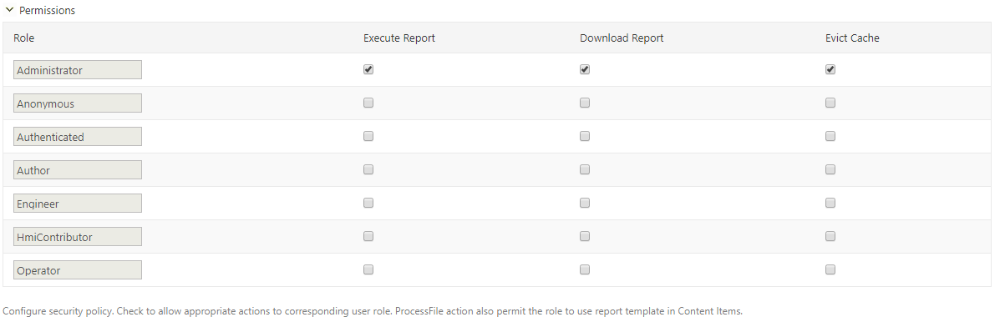 Permissions
Role Execute Report Download Report Evict Cache
Administrator
Anonymous
Authenticated
Author
Engineer
HmiContributor
Operator
Configure security policy. Check to allow appropriate actions to corresponding user role. ProcessFile action also permit the role to use report template in Content Items.